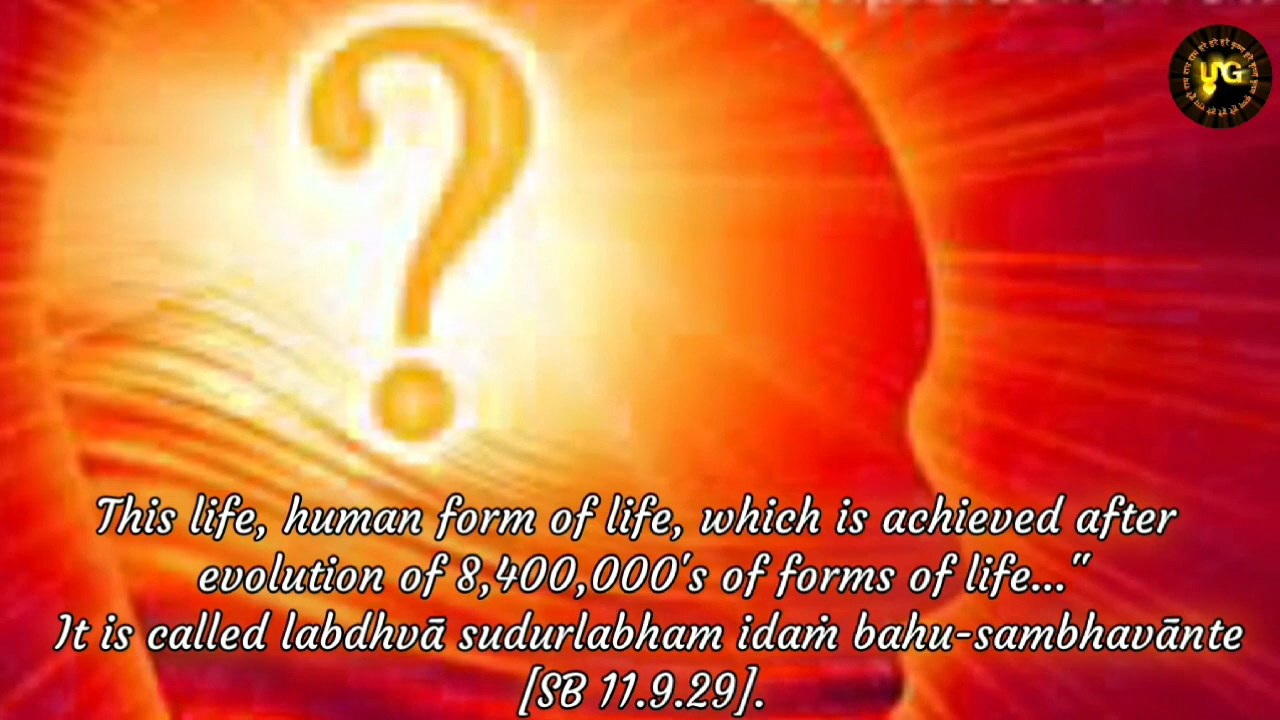 This life, human form of life, which is achieved after
evolution of 8,400,000's of forms of life..."
It is called labdhvā sudurlabham idaṁ bahu-sambhavānte
[SB 11.9.29].